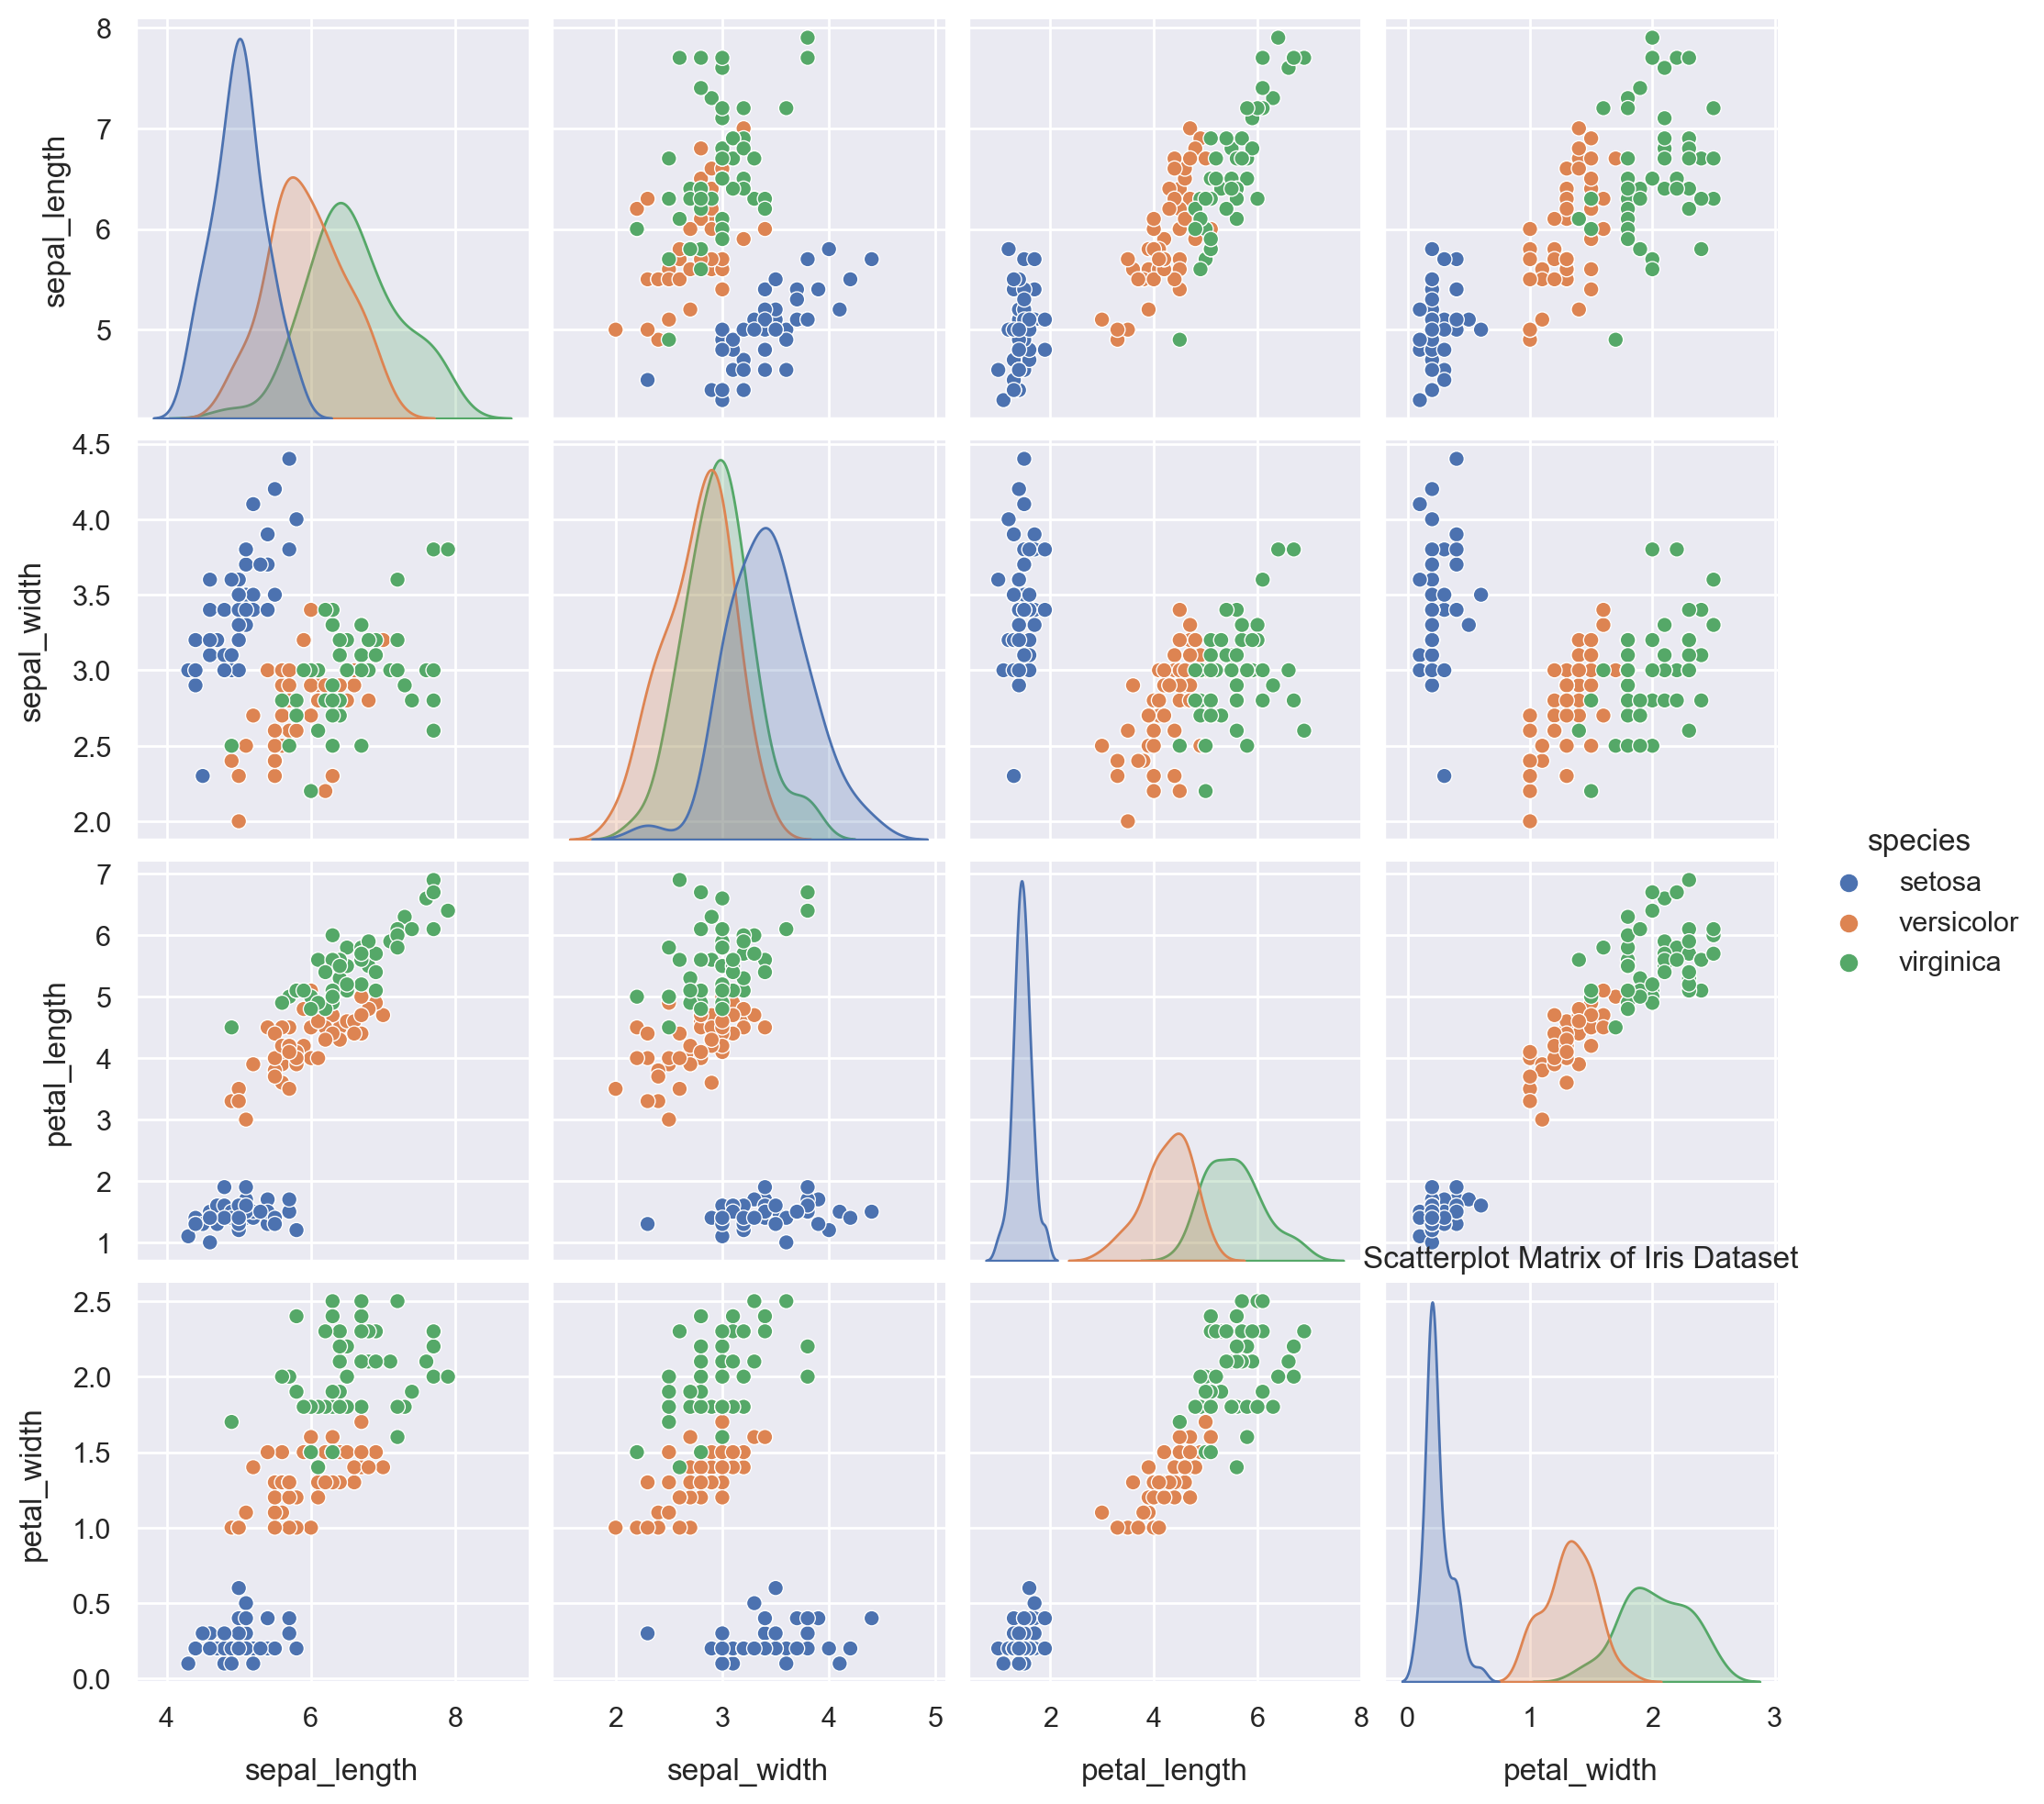 8
7
6
5
sepal_length
4.5
4.0
3.5
3.0
2.5
2.0
sepal_width
species
setosa
versicolor
virginica
7
6
5
4
3
2
1
petal_length
Scatterplot Matrix of Iris Dataset
2.5
2.0
1.5
1.0
0.5
0.0
petal_width
4 6 8
2 3 4 5
2 4 6 8
0 1 2 3
sepal_length
sepal_width
petal_length
petal_width